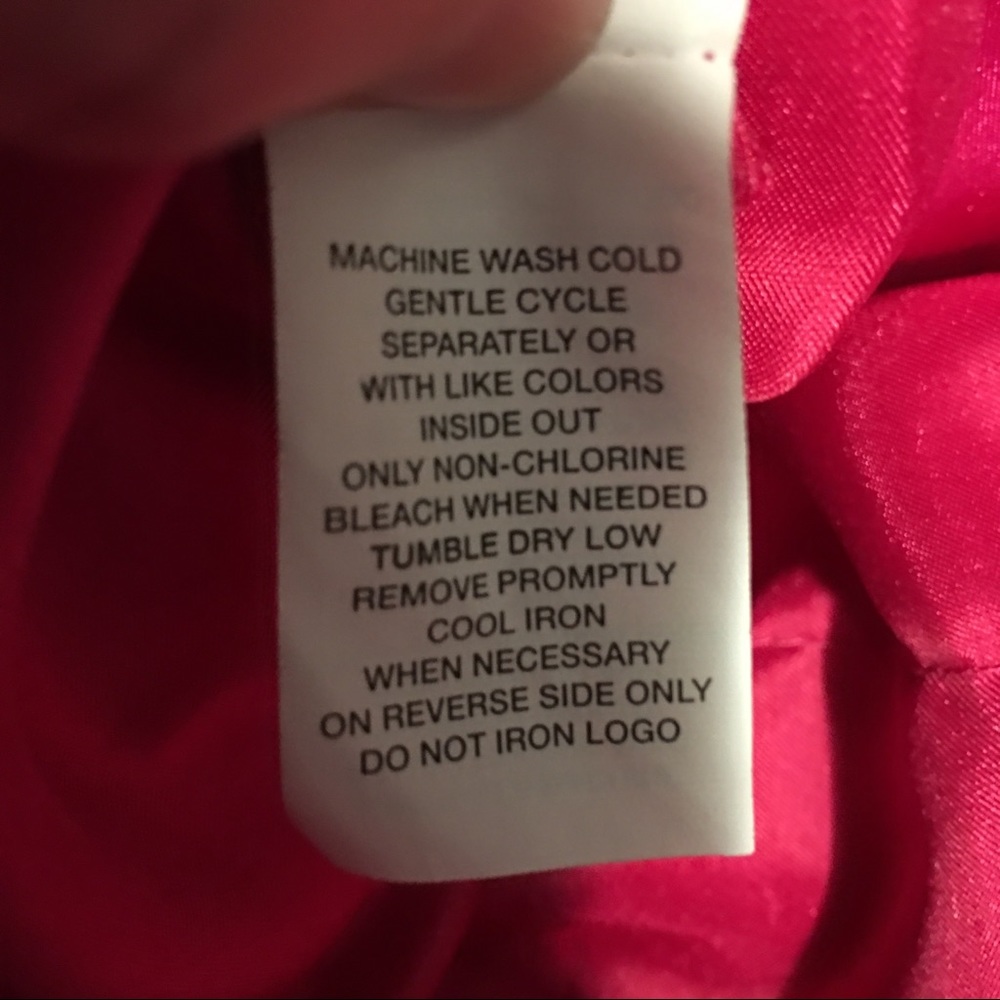 MACHINE WASH COLD
GENTLE CYCLE
SEPARATELY OR
WITH LIKE COLORS
INSIDE OUT
ONLY NON-CHLORINE
BLEACH WHEN NEEDED
TUMBLE DRY LOW
REMOVE PROMPTLY
COOL IRON
WHEN NECESSARY
ON REVERSE SIDE ONLY
DO NOT IRON LOGO